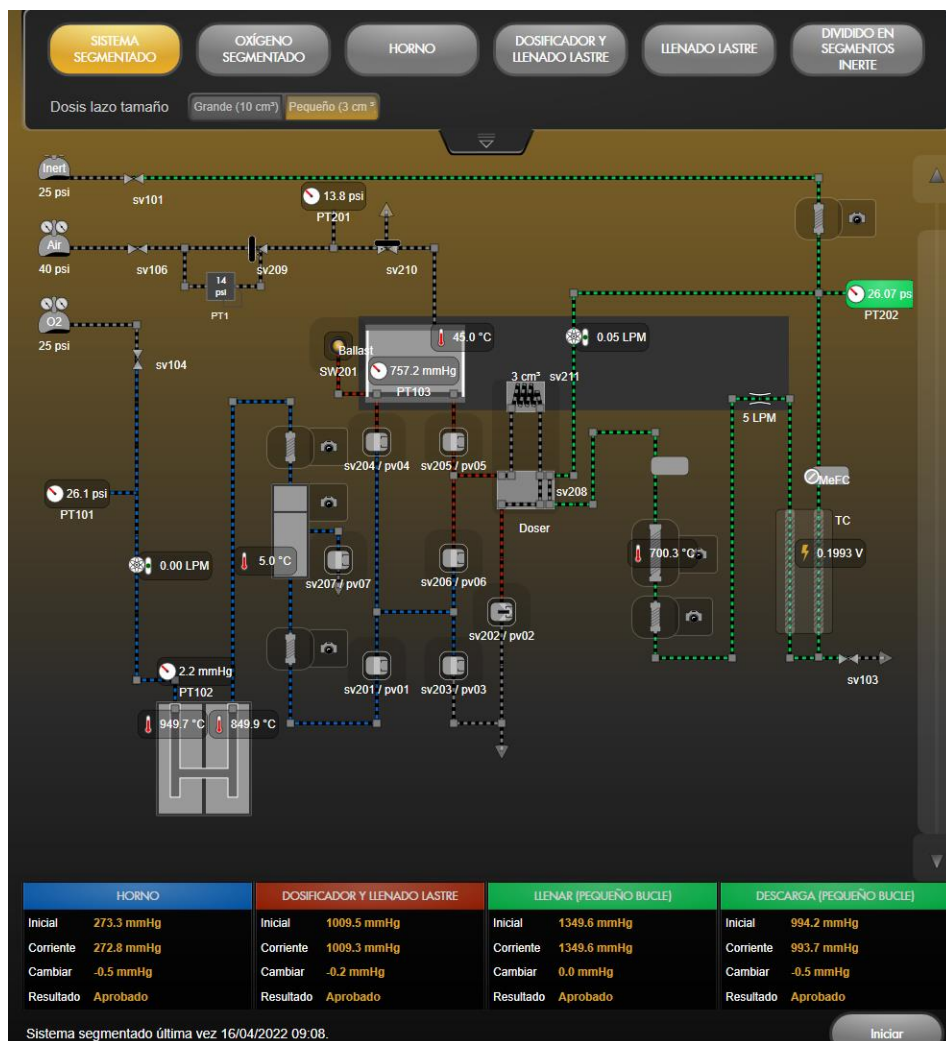 SISTEMA
SEGMENTADO
OXÍGENO
SEGMENTADO
HORNO
DOSIFICADOR Y
LLENADO LASTRE
LLENADO LASTRE
DIVIDIDO EN
SEGMENTOS
INERTE
Dosis lazo tamaño
Grande (10 cm³)
Pequeño (3 cm ³
Inert
25 psi
sv101
13.8 psi
PT201
Air
40 psi
sv106
sv209
sv210
14
psi
PT1
26.07 ps
PT202
O2
25 psi
sv104
45.0 °C
0.05 LPM
Ballast
SW201
757.2 mmHg
PT103
3 cm³
sv211
5 LPM
sv204 / pv04
sv205 / pv05
MeFC
26.1 psi
PT101
sv208
Doser
TC
0.00 LPM
5.0 °C
sv207 / pv07
sv206 / pv06
700.3 °C
0.1993 V
sv202 / pv02
2.2 mmHg
PT102
sv201 / pv01
sv203 / pv03
sv103
949.7 °C
849.9 °C
HORNO
Inicial 273.3 mmHg
Corriente 272.8 mmHg
Cambiar -0.5 mmHg
Resultado Aprobado
DOSIFICADOR Y LLENADO LASTRE
Inicial 1009.5 mmHg
Corriente 1009.3 mmHg
Cambiar -0.2 mmHg
Resultado Aprobado
LLENAR (PEQUEÑO BUCLE)
Inicial 1349.6 mmHg
Corriente 1349.6 mmHg
Cambiar 0.0 mmHg
Resultado Aprobado
DESCARGA (PEQUEÑO BUCLE)
Inicial 994.2 mmHg
Corriente 993.7 mmHg
Cambiar -0.5 mmHg
Resultado Aprobado
Sistema segmentado última vez 16/04/2022 09:08.
Iniciar